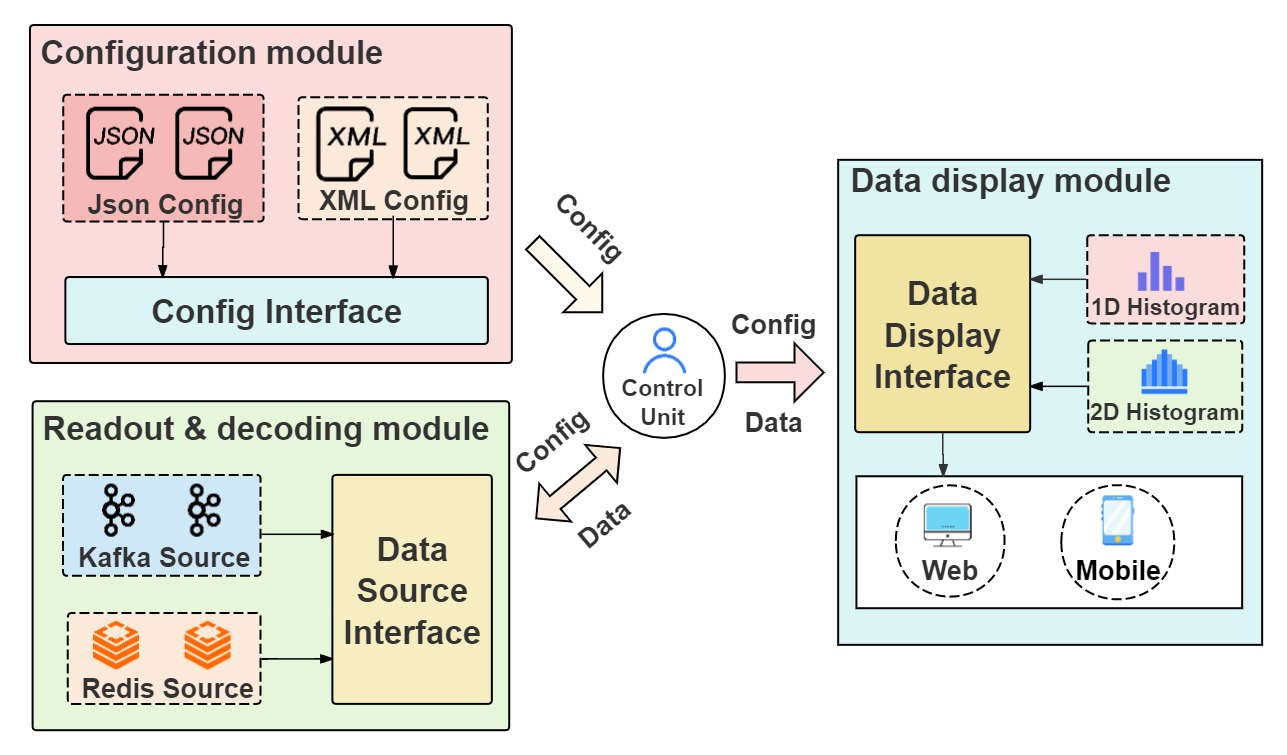 Configuration module
JSON
JSON
XML
XML
Json Config
XML Config
Config Interface
Readout & decoding module
Kafka Source
Redis Source
Data
Source
Interface
Config
Config
Data
Control
Unit
Config
Data
Data display module
Data
Display
Interface
1D Histogram
2D Histogram
Web
Mobile